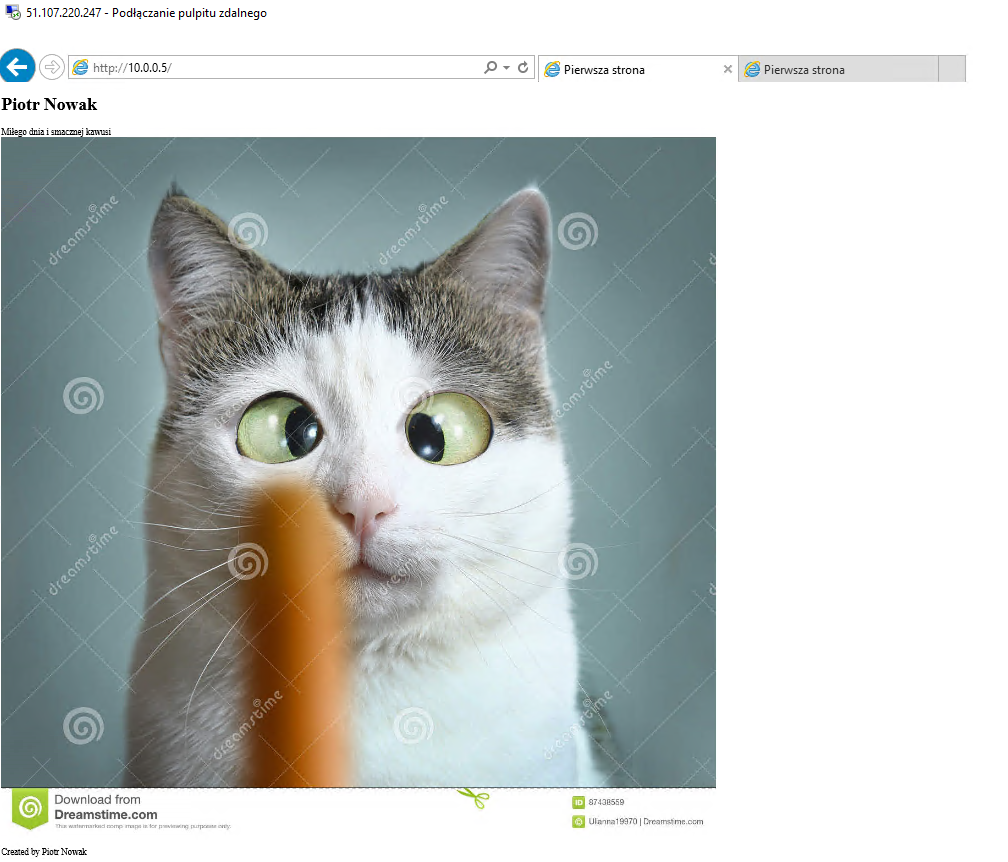 51.107.220.247 - Podłączanie pulpitu zdalnego
http://10.0.0.5/
Pierwsza strona
Pierwsza strona
Piotr Nowak
Miłego dnia i smacznej kawusi
dreamstime
dreamstime
dreamstime
dreamstime
dreamstime
dreamstime
dreamstime
Download from
Dreamstime.com
This watermarked comp image is for previewing purposes only.
ID 87438559
Ulianna19970 | Dreamstime.com
Created by Piotr Nowak